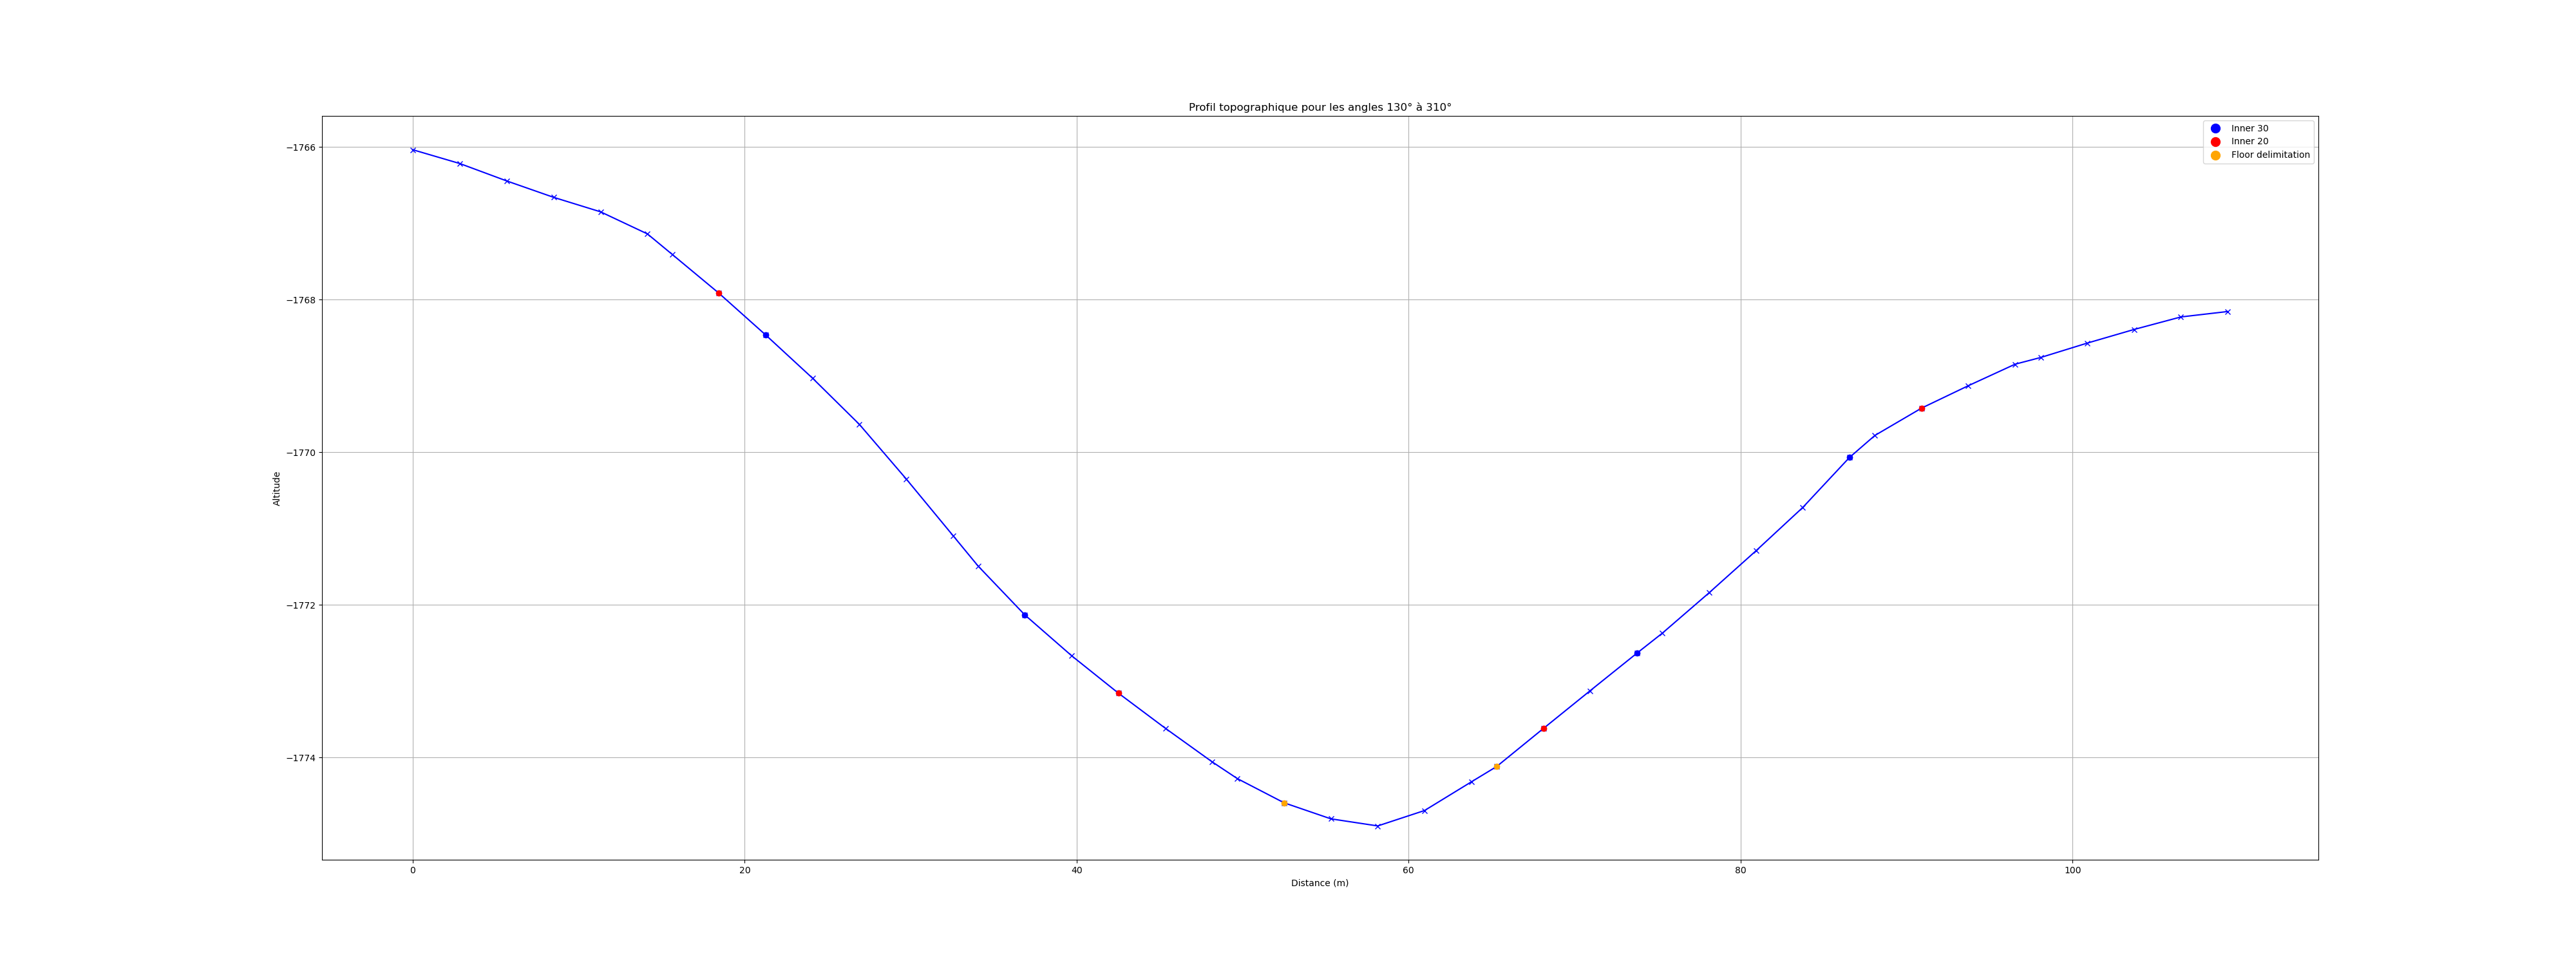 Profil topographique pour les angles 130° à 310°
Inner 30
Inner 20
Floor delimitation
−1766
−1768
−1770
−1772
−1774
Altitude
0 20 40 60 80 100
Distance (m)